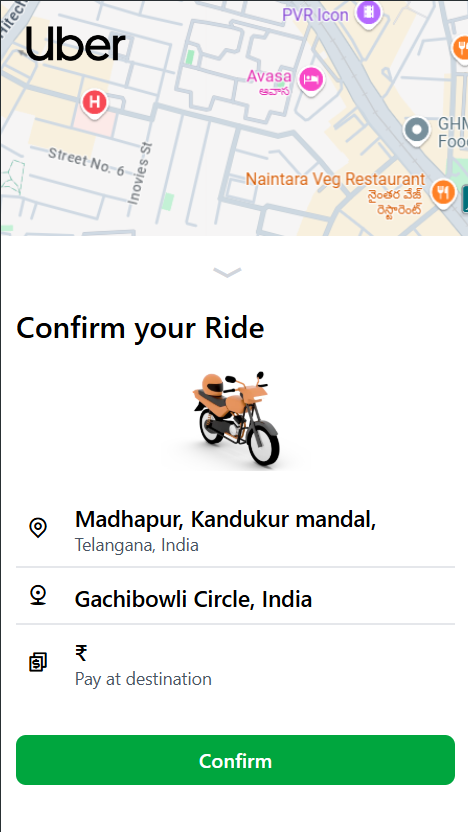 PVR Icon
Uber
Avasa
ఆవాస
H
GHM
Food
Street No. 6
Inovies St
Naintara Veg Restaurant
నైంతర వేజ్
రెస్టారెంట్
Confirm your Ride
Madhapur, Kandukur mandal,
Telangana, India
Gachibowli Circle, India
₹
Pay at destination
Confirm